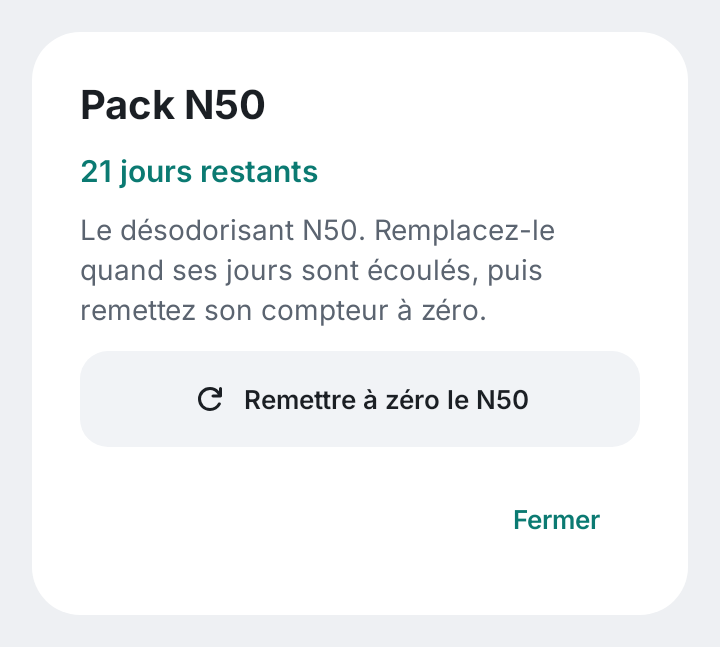 Pack N50
21 jours restants
Le désodorisant N50. Remplacez-le
quand ses jours sont écoulés, puis
remettez son compteur à zéro.
Remettre à zéro le N50
Fermer